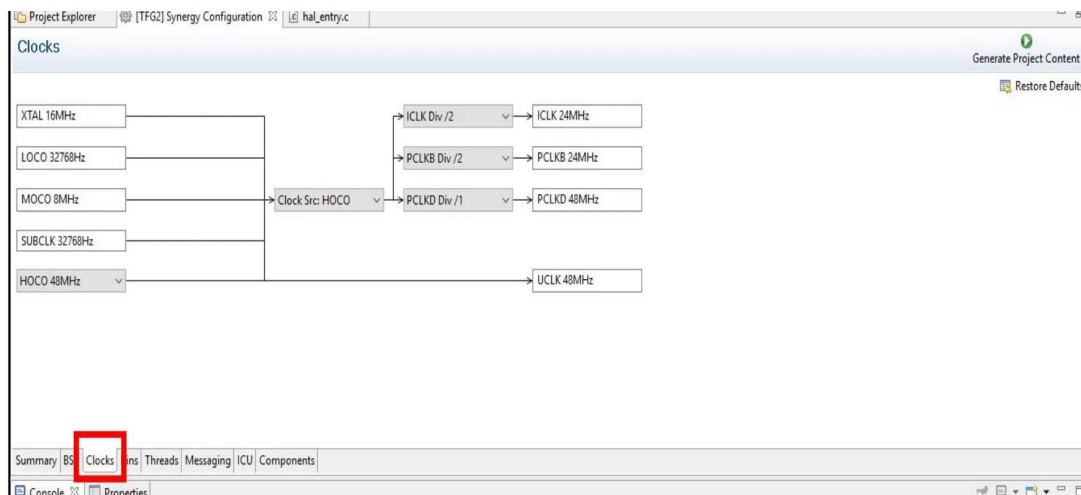 Project Explorer [TFG2] Synergy Configuration hal_entry.c
Clocks
Generate Project Content
Restore Defaults
XTAL 16MHz
ICLK Div /2
ICLK 24MHz
LOCO 32768Hz
PCLKB Div /2
PCLKB 24MHz
MOCO 8MHz
Clock Src: HOCO
PCLKD Div /1
PCLKD 48MHz
SUBCLK 32768Hz
HOCO 48MHz
UCLK 48MHz
Summary Clocks Threads Messaging ICU Components
Console Properties